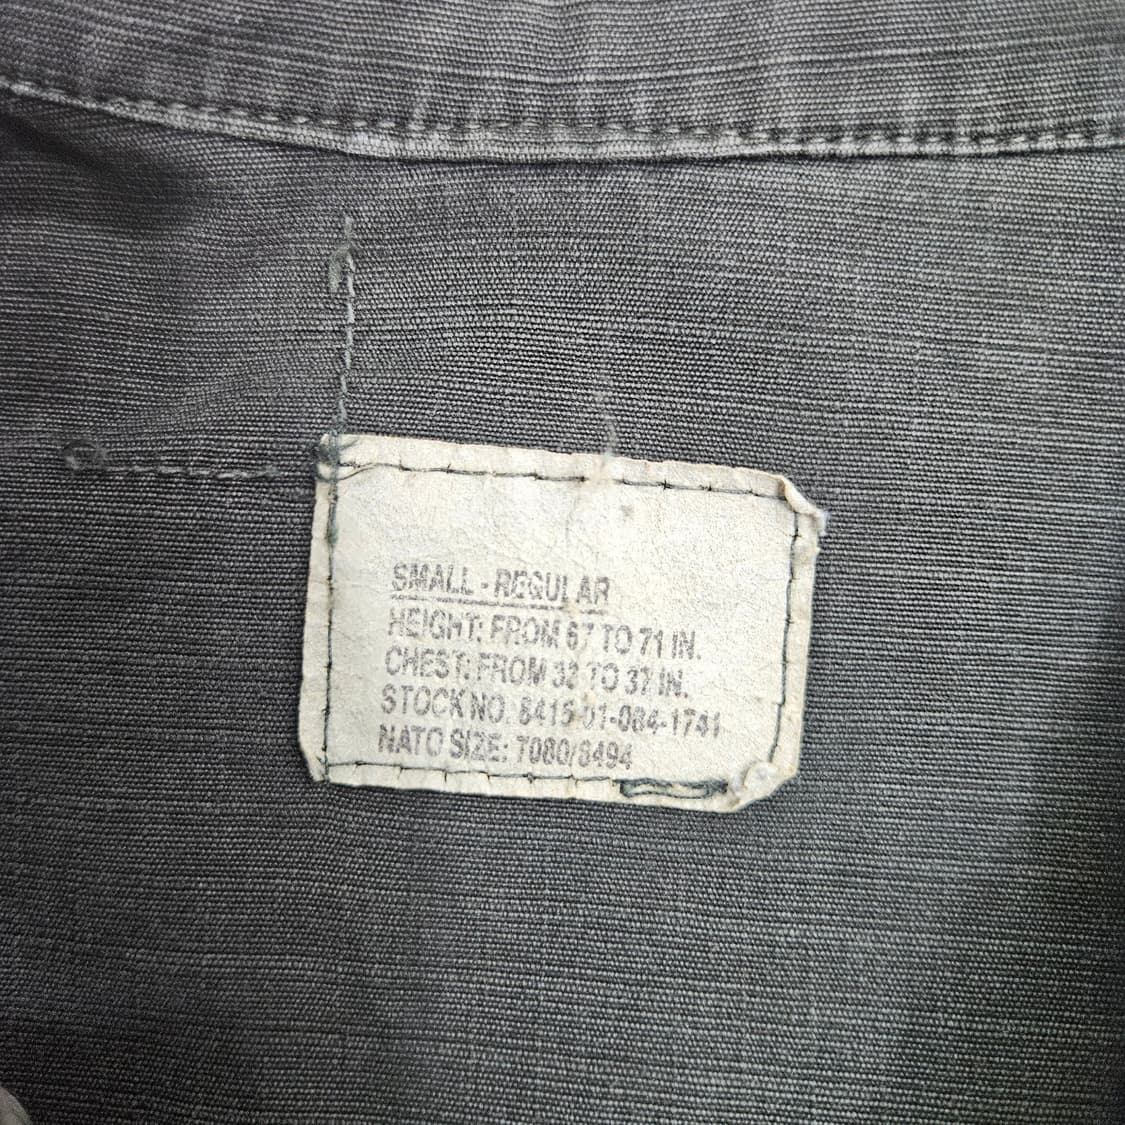 SMALL - REGULAR
HEIGHT: FROM 67 TO 71 IN.
CHEST: FROM 33 TO 37 IN.
STOCK NO. 8415-01-084-1741
NATO SIZE: 7080/8494